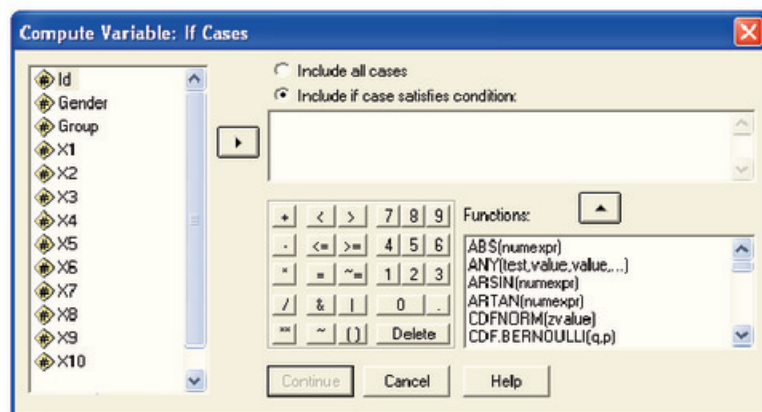 Compute Variable: If Cases
Id
Gender
Group
X1
X2
X3
X4
X5
X6
X7
X8
X9
X10
Include all cases
Include if case satisfies condition:
+ < > 7 8 9
- <= >= 4 5 6
* = ~= 1 2 3
/ & | 0 .
** ~ () Delete
Functions:
ABS(numexpr)
ANY(test,value,value,...)
ARSIN(numexpr)
ARTAN(numexpr)
CDFNORM(zvalue)
CDF.BERNOULLI(q,p)
Continue Cancel Help